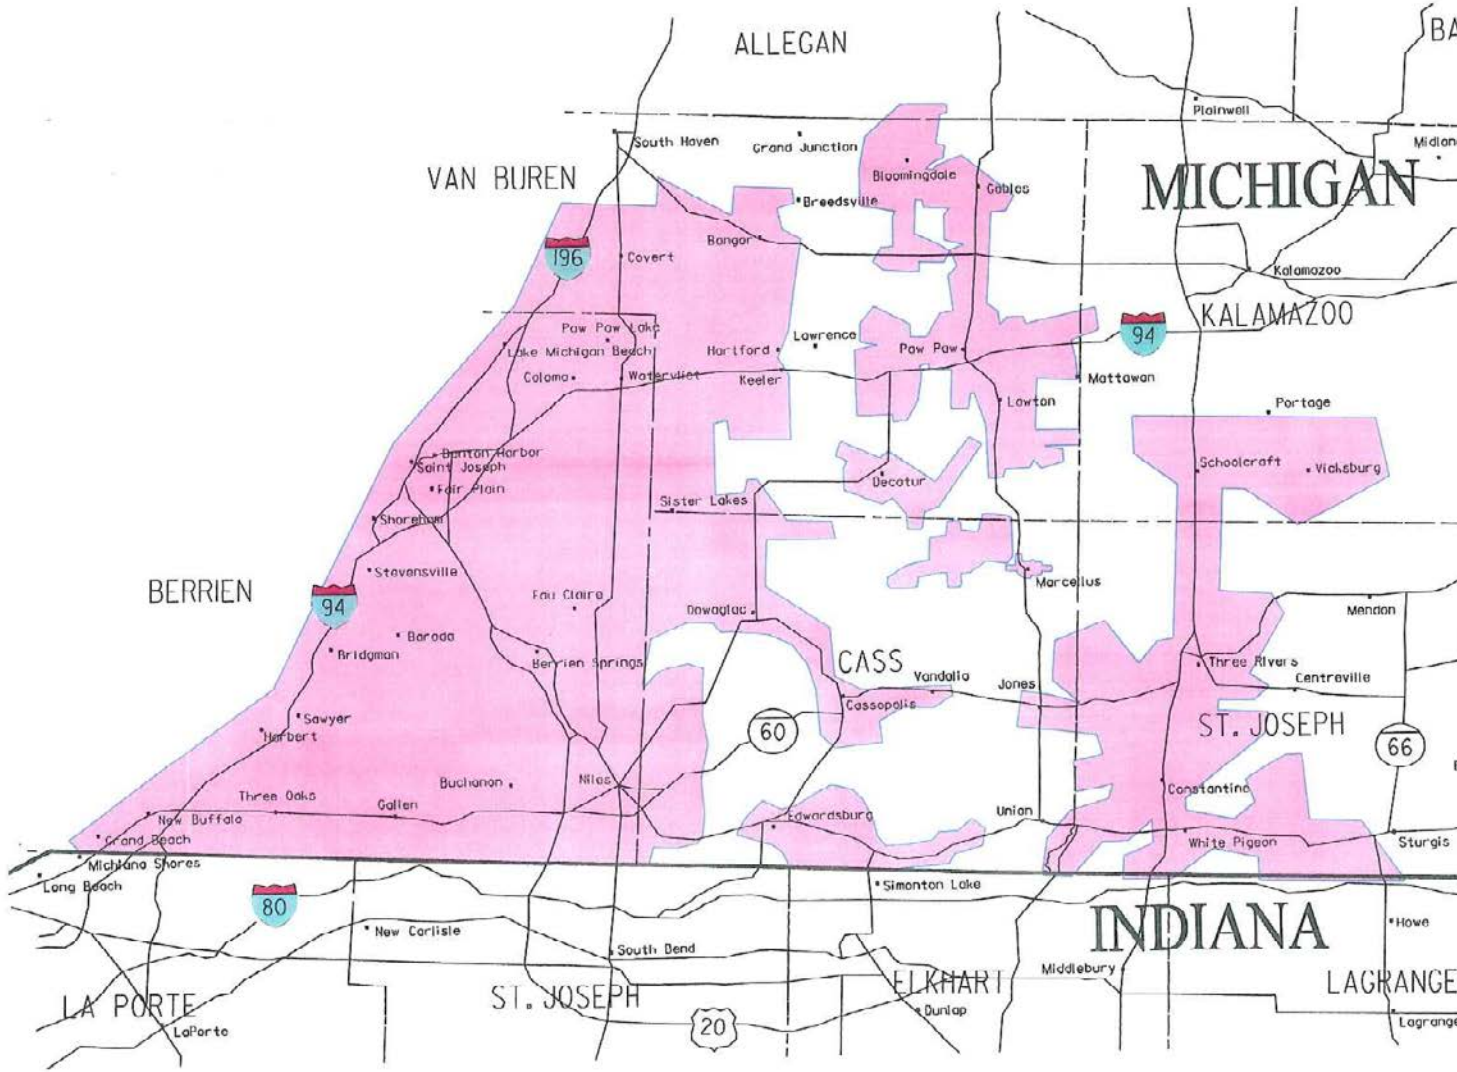 ALLEGAN
BA
Plainwell
South Haven
Grand Junction
Midlan
VAN BUREN
Bloomingdale
MICHIGAN
Gobles
Breedsville
Bangor
196
Covert
Kalamazoo
KALAMAZOO
Paw Paw Lake
Lawrence
94
Lake Michigan Beach
Hartford
Paw Paw
Coloma
Watervliet
Keeler
Mattawan
Lawton
Portage
Benton Harbor
Saint Joseph
Schoolcraft
Vicksburg
Fair Plain
Decatur
Sister Lakes
Shoreham
Stevensville
Marcellus
BERRIEN
94
Eau Claire
Dowagiac
Mendon
Baroda
Bridgman
Berrien Springs
CASS
Three Rivers
Vandalia
Jones
Centreville
Cassopolis
Sawyer
Harbert
60
ST. JOSEPH
66
Buchanan
Niles
Constantine
Three Oaks
Galien
New Buffalo
Edwardsburg
Union
Grand Beach
White Pigeon
Sturgis
Michiana Shores
Long Beach
Simonton Lake
80
New Carlisle
INDIANA
Howe
South Bend
Middlebury
LA PORTE
ST. JOSEPH
ELKHART
LAGRANGE
Dunlap
LaPorte
20
Lagrange